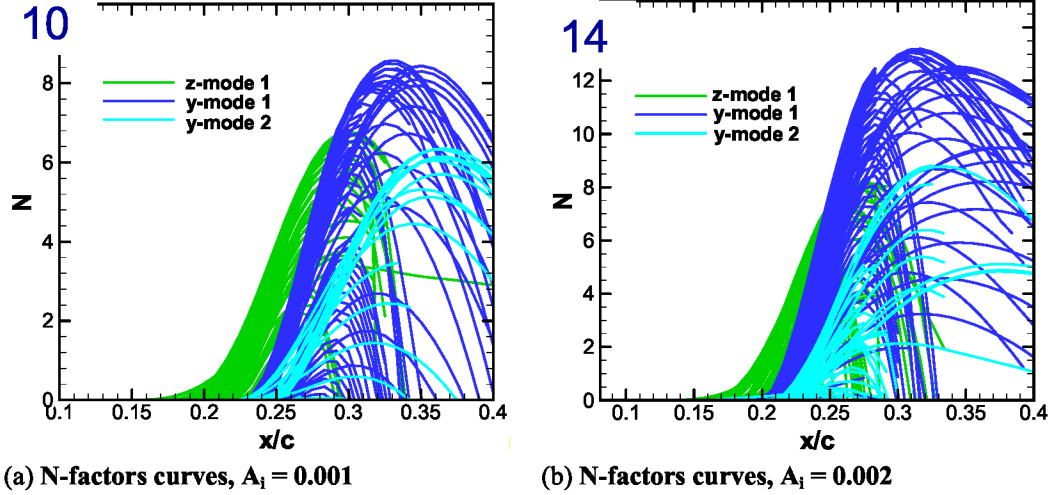 10
8
6
4
2
0
N
z-mode 1
y-mode 1
y-mode 2
0.1 0.15 0.2 0.25 0.3 0.35 0.4
x/c
(a) N-factors curves, A_i = 0.001
14
12
10
8
6
4
2
0
N
z-mode 1
y-mode 1
y-mode 2
0.1 0.15 0.2 0.25 0.3 0.35 0.4
x/c
(b) N-factors curves, A_i = 0.002